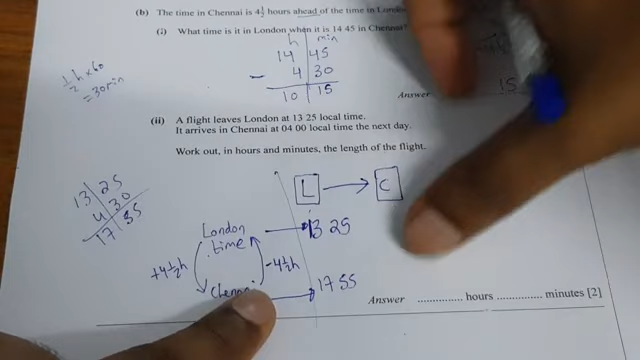 (b) The time in Chennai is 4½ hours ahead of the time in London.
(i) What time is it in London when it is 14 45 in Chennai?
h min
14 45
- 4 30
10 15
½h × 60
= 30min
Answer 15
(ii) A flight leaves London at 13 25 local time.
It arrives in Chennai at 04 00 local time the next day.
Work out, in hours and minutes, the length of the flight.
13 25
4 30
17 55
L → C
London time → 13 25
+4½h -4½h
Chennai → 17 55
Answer .............. hours .............. minutes [2]